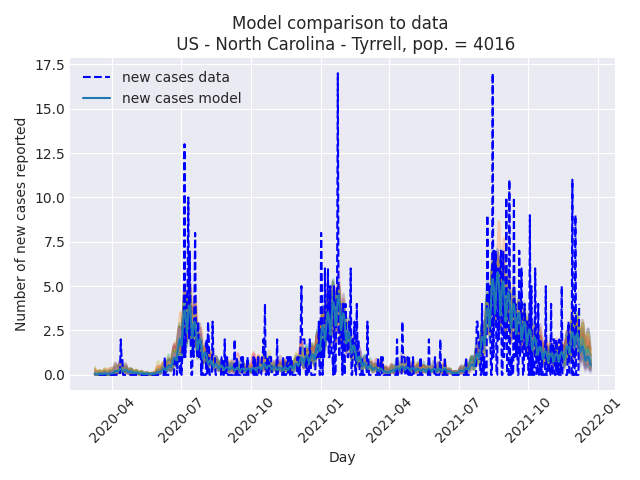 Model comparison to data
US - North Carolina - Tyrrell, pop. = 4016
new cases data
new cases model
Number of new cases reported
17.5
15.0
12.5
10.0
7.5
5.0
2.5
0.0
2020-04
2020-07
2020-10
2021-01
2021-04
2021-07
2021-10
2022-01
Day